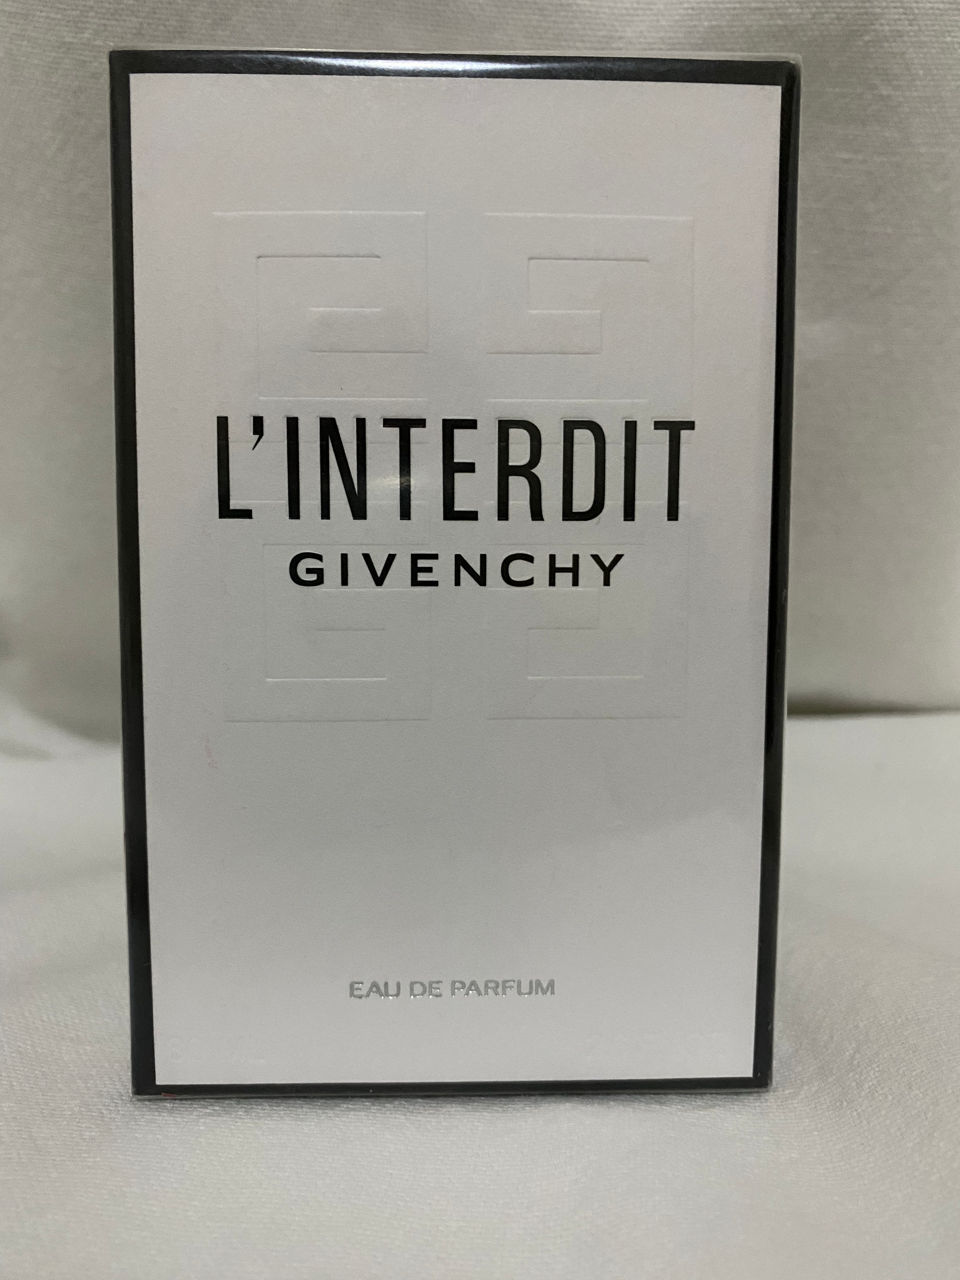 L'INTERDIT
GIVENCHY
EAU DE PARFUM